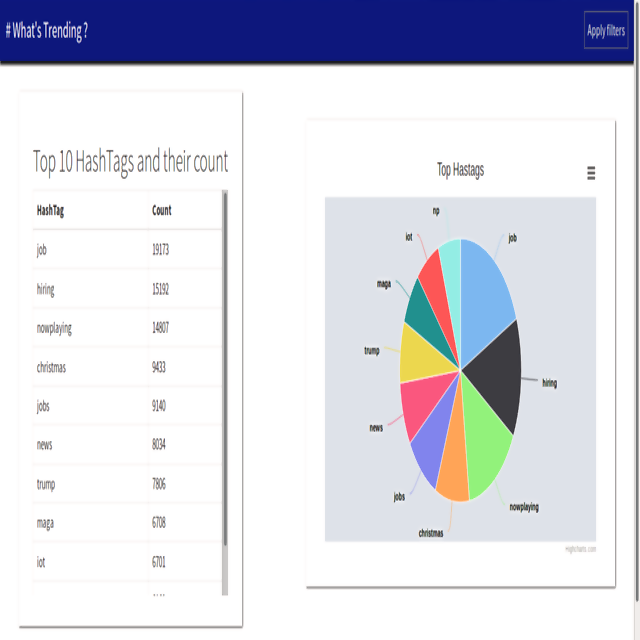 # What's Trending ?
Apply filters
Top 10 HashTags and their count
HashTag Count
job 19173
hiring 15192
nowplaying 14807
christmas 9433
jobs 9140
news 8034
trump 7806
maga 6708
iot 6701
Top Hastags
np
iot
job
maga
trump
hiring
news
jobs
nowplaying
christmas
Highcharts.com